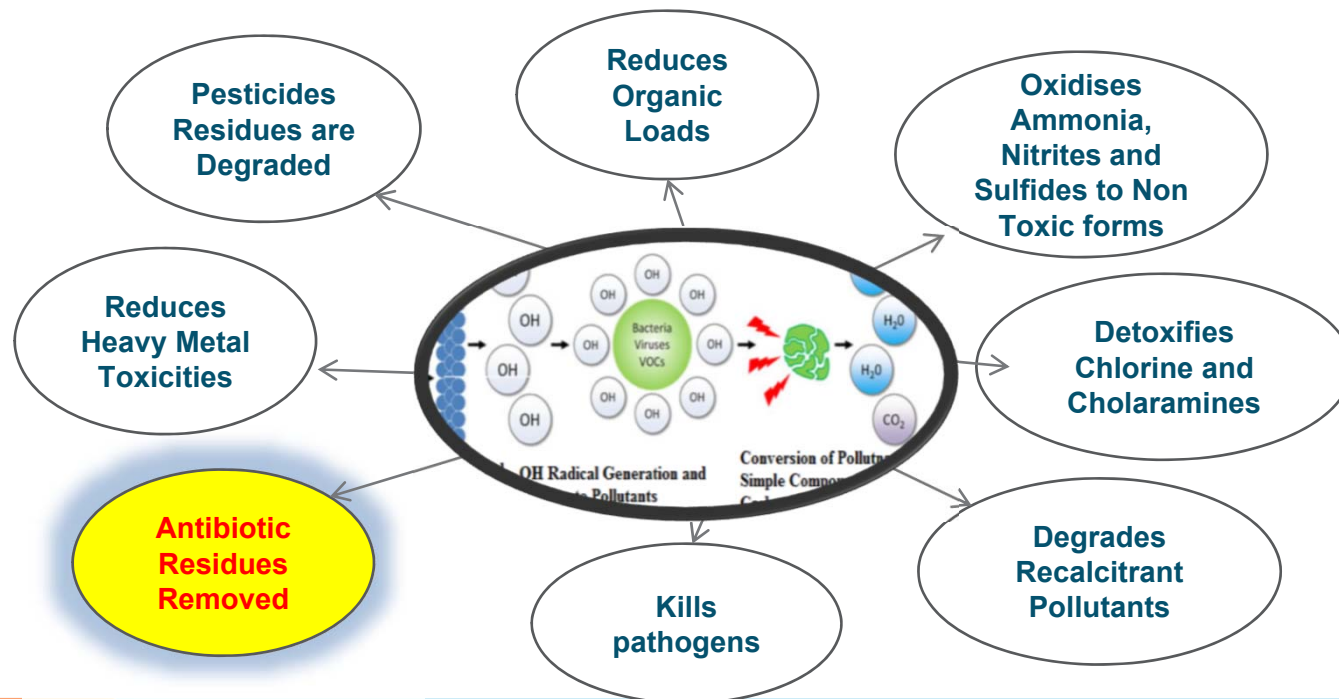 Reduces
Organic
Loads
Pesticides
Residues are
Degraded
Oxidises
Ammonia,
Nitrites and
Sulfides to Non
Toxic forms
Reduces
Heavy Metal
Toxicities
Detoxifies
Chlorine and
Cholaramines
Antibiotic
Residues
Removed
Kills
pathogens
Degrades
Recalcitrant
Pollutants
OH
OH
OH
OH
OH
OH
OH
OH
OH
OH
OH
OH
Bacteria
Viruses
VOCs
H₂0
H₂0
CO₂
OH Radical Generation and
Pollutants
Conversion of
Simple